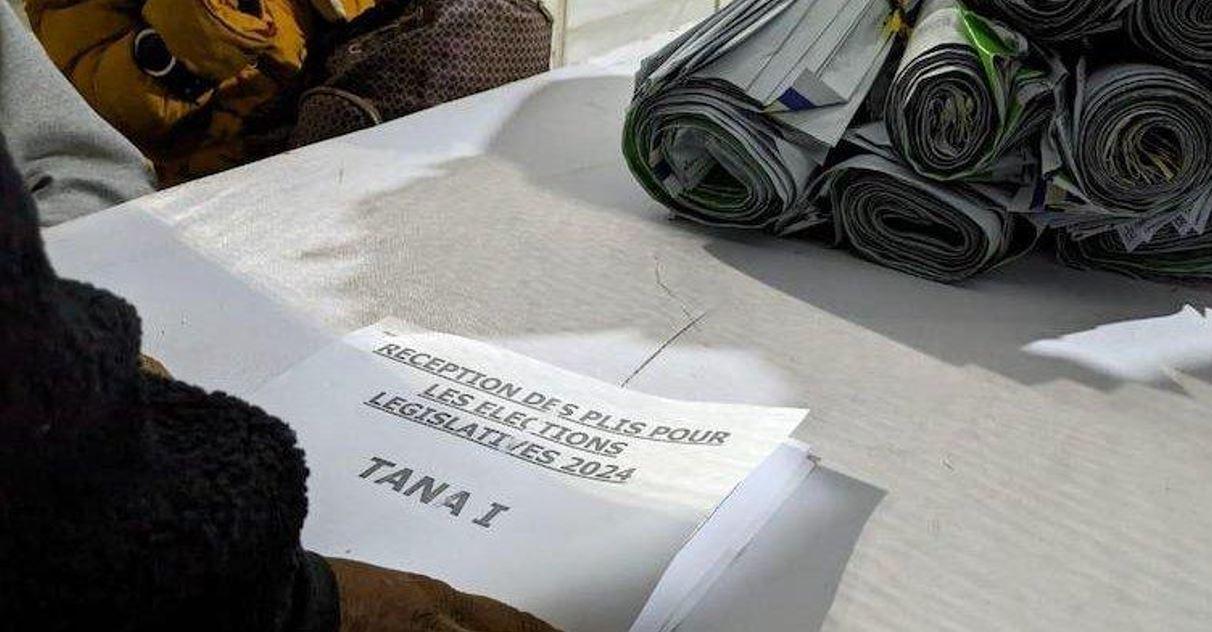 RECEPTION DES PLIS POUR
LES ELECTIONS
LEGISLATIVES 2024
TANA I